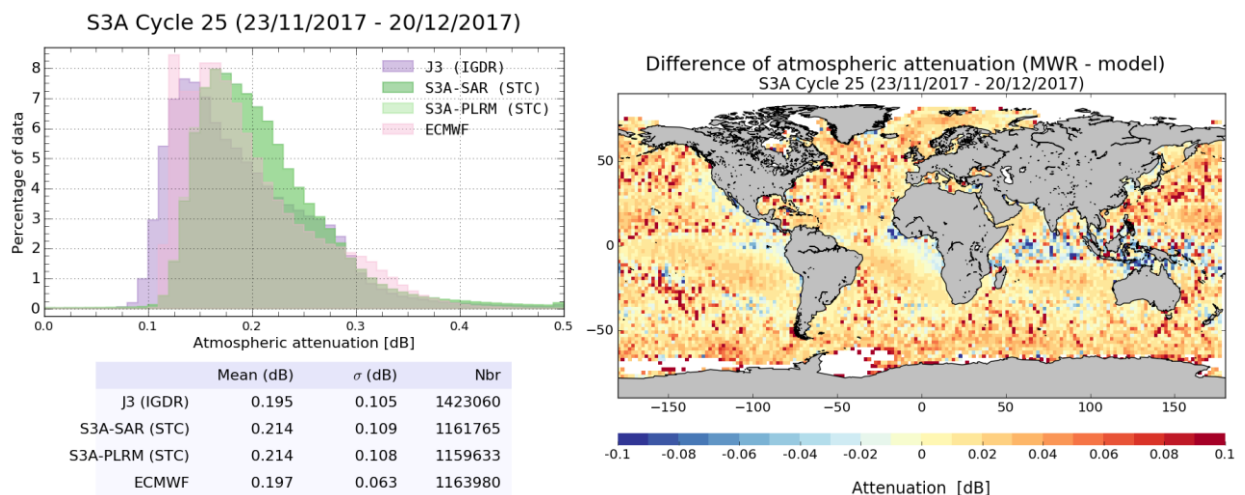 S3A Cycle 25 (23/11/2017 - 20/12/2017)
8
7
6
5
4
3
2
1
0
Percentage of data
J3 (IGDR)
S3A-SAR (STC)
S3A-PLRM (STC)
ECMWF
0.0 0.1 0.2 0.3 0.4 0.5
Atmospheric attenuation [dB]
Mean (dB) σ (dB) Nbr
J3 (IGDR) 0.195 0.105 1423060
S3A-SAR (STC) 0.214 0.109 1161765
S3A-PLRM (STC) 0.214 0.108 1159633
ECMWF 0.197 0.063 1163980
Difference of atmospheric attenuation (MWR - model)
S3A Cycle 25 (23/11/2017 - 20/12/2017)
50
0
−50
−150 −100 −50 0 50 100 150
-0.1 -0.08 -0.06 -0.04 -0.02 0 0.02 0.04 0.06 0.08 0.1
Attenuation [dB]